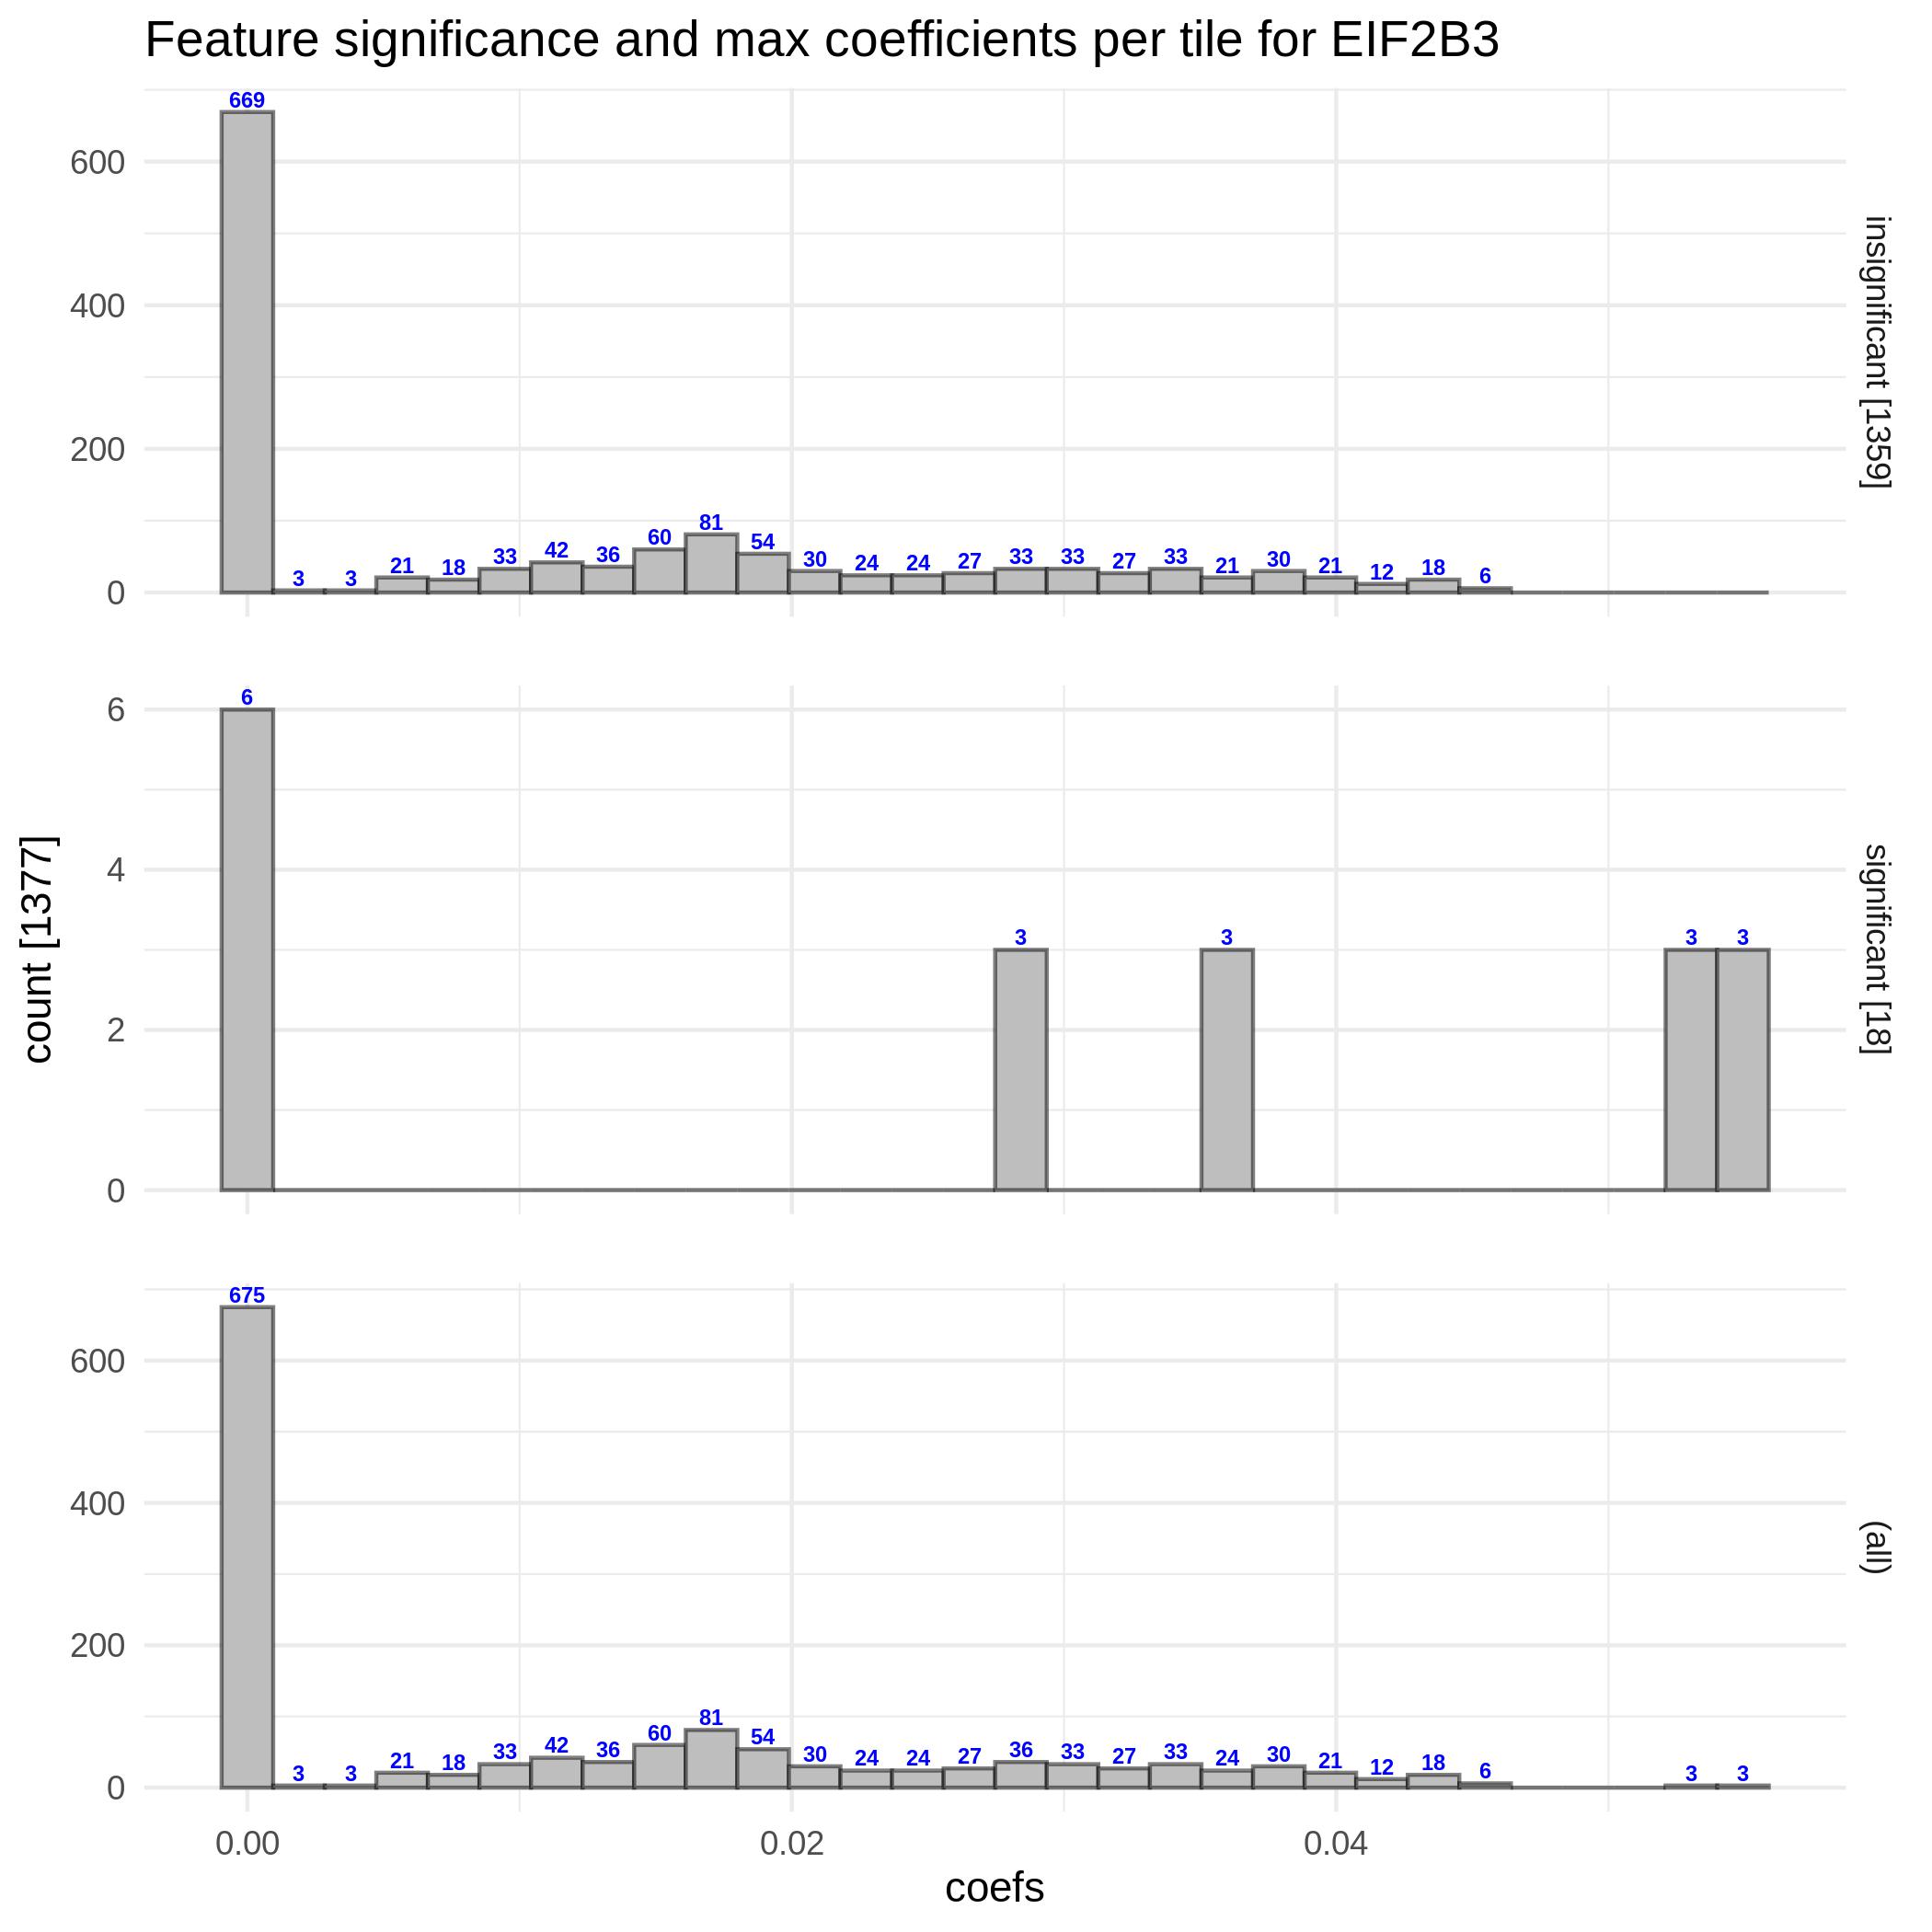 Feature significance and max coefficients per tile for EIF2B3
669
3 3 21 18 33 42 36 60 81 54 30 24 24 27 33 33 27 33 21 30 21 12 18 6
600
400
200
0
insignificant [1359]
6
3 3 3 3
6
4
2
0
significant [18]
count [1377]
675
3 3 21 18 33 42 36 60 81 54 30 24 24 27 36 33 27 33 24 30 21 12 18 6 3 3
600
400
200
0
(all)
0.00 0.02 0.04
coefs